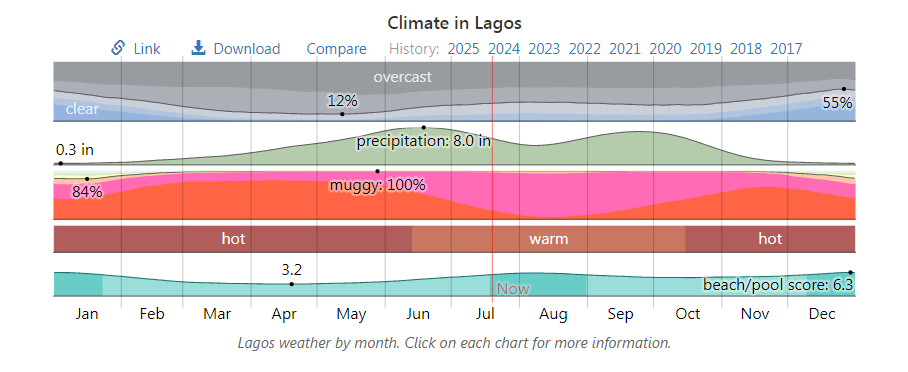 Climate in Lagos
Link Download Compare History: 2025 2024 2023 2022 2021 2020 2019 2018 2017
overcast
clear
12%
55%
precipitation: 8.0 in
0.3 in
muggy: 100%
84%
hot warm hot
3.2
beach/pool score: 6.3
Now
Jan Feb Mar Apr May Jun Jul Aug Sep Oct Nov Dec
Lagos weather by month. Click on each chart for more information.